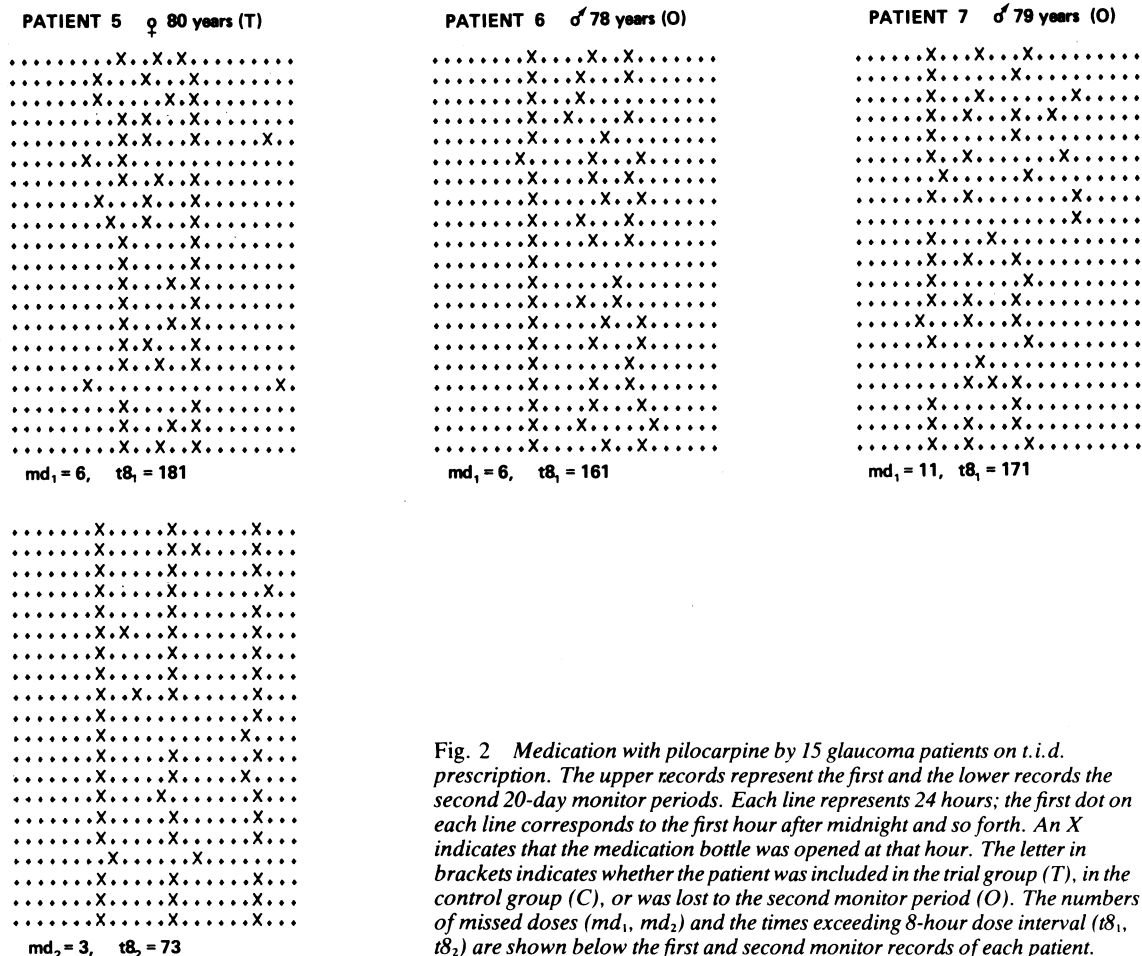 PATIENT 5 ♀ 80 years (T)
PATIENT 6 ♂ 78 years (O)
PATIENT 7 ♂ 79 years (O)
md₁ = 6, t8₁ = 181
md₁ = 6, t8₁ = 161
md₁ = 11, t8₁ = 171
md₂ = 3, t8₂ = 73
Fig. 2 Medication with pilocarpine by 15 glaucoma patients on t.i.d.
prescription. The upper records represent the first and the lower records the
second 20-day monitor periods. Each line represents 24 hours; the first dot on
each line corresponds to the first hour after midnight and so forth. An X
indicates that the medication bottle was opened at that hour. The letter in
brackets indicates whether the patient was included in the trial group (T), in the
control group (C), or was lost to the second monitor period (O). The numbers
of missed doses (md₁, md₂) and the times exceeding 8-hour dose interval (t8₁,
t8₂) are shown below the first and second monitor records of each patient.